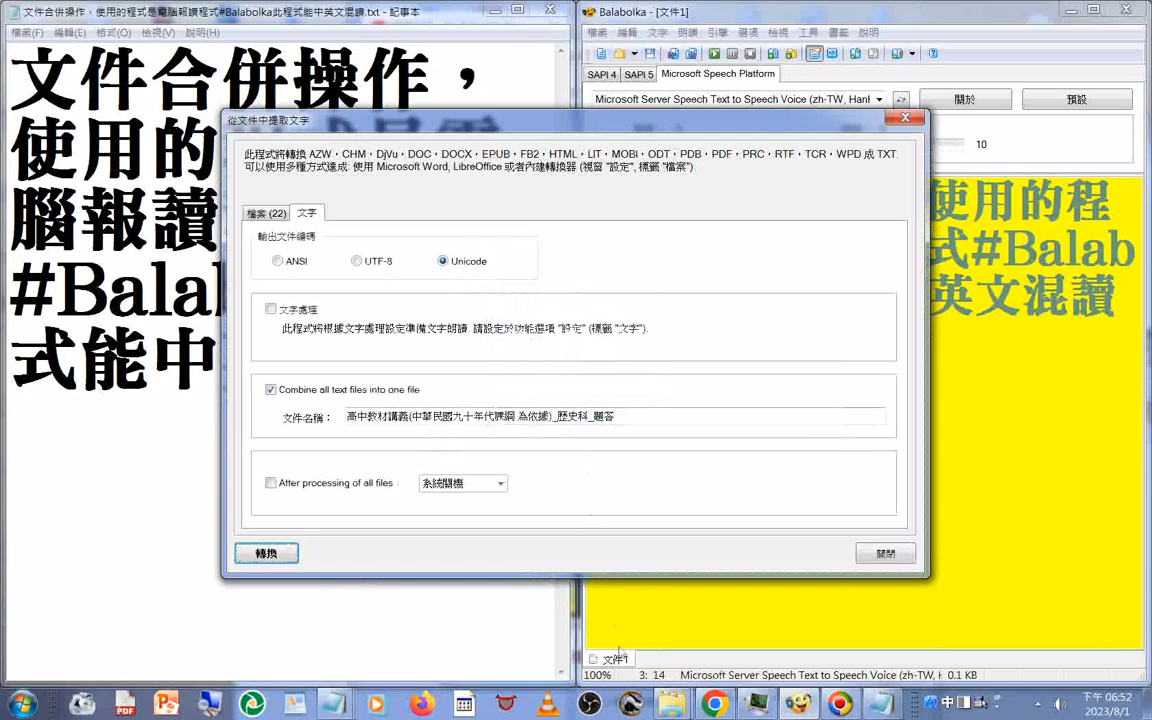 文件合併操作，使用的是電腦報讀程式#Balabolka此程式能中英文混讀.txt - 記事本
檔案(F) 編輯(E) 格式(O) 檢視(V) 說明(H)
文件合併操作，
使用的
腦報讀
#Balal
式能中
Balabolka - [文件1]
檔案 編輯 文字 朗讀 引擎 選項 檢視 工具 書籤 說明
SAPI 4 SAPI 5 Microsoft Speech Platform
Microsoft Server Speech Text to Speech Voice (zh-TW, Hanl
關於
預設
10
使用的程
式#Balab
英文混讀
從文件中提取文字
此程式將轉換 AZW，CHM，DjVu，DOC，DOCX，EPUB，FB2，HTML，LIT，MOBI，ODT，PDB，PDF，PRC，RTF，TCR，WPD 成 TXT.
可以使用多種方式達成: 使用 Microsoft Word, LibreOffice 或者內建轉換器 (視窗 "設定", 標籤 "檔案")
檔案 (22) 文字
輸出文件編碼
ANSI UTF-8 Unicode
文字處理
此程式將根據文字處理設定準備文字朗讀. 請設定於功能選項 "設定" (標籤 "文字").
Combine all text files into one file
文件名稱： 高中教材講義(中華民國九十年代課綱 為依據)_歷史科_題答
After processing of all files 系統關機
轉換
關閉
文件1
100% 3: 14 Microsoft Server Speech Text to Speech Voice (zh-TW, H 0.1 KB
PDF
中
下午 06:52
2023/8/1